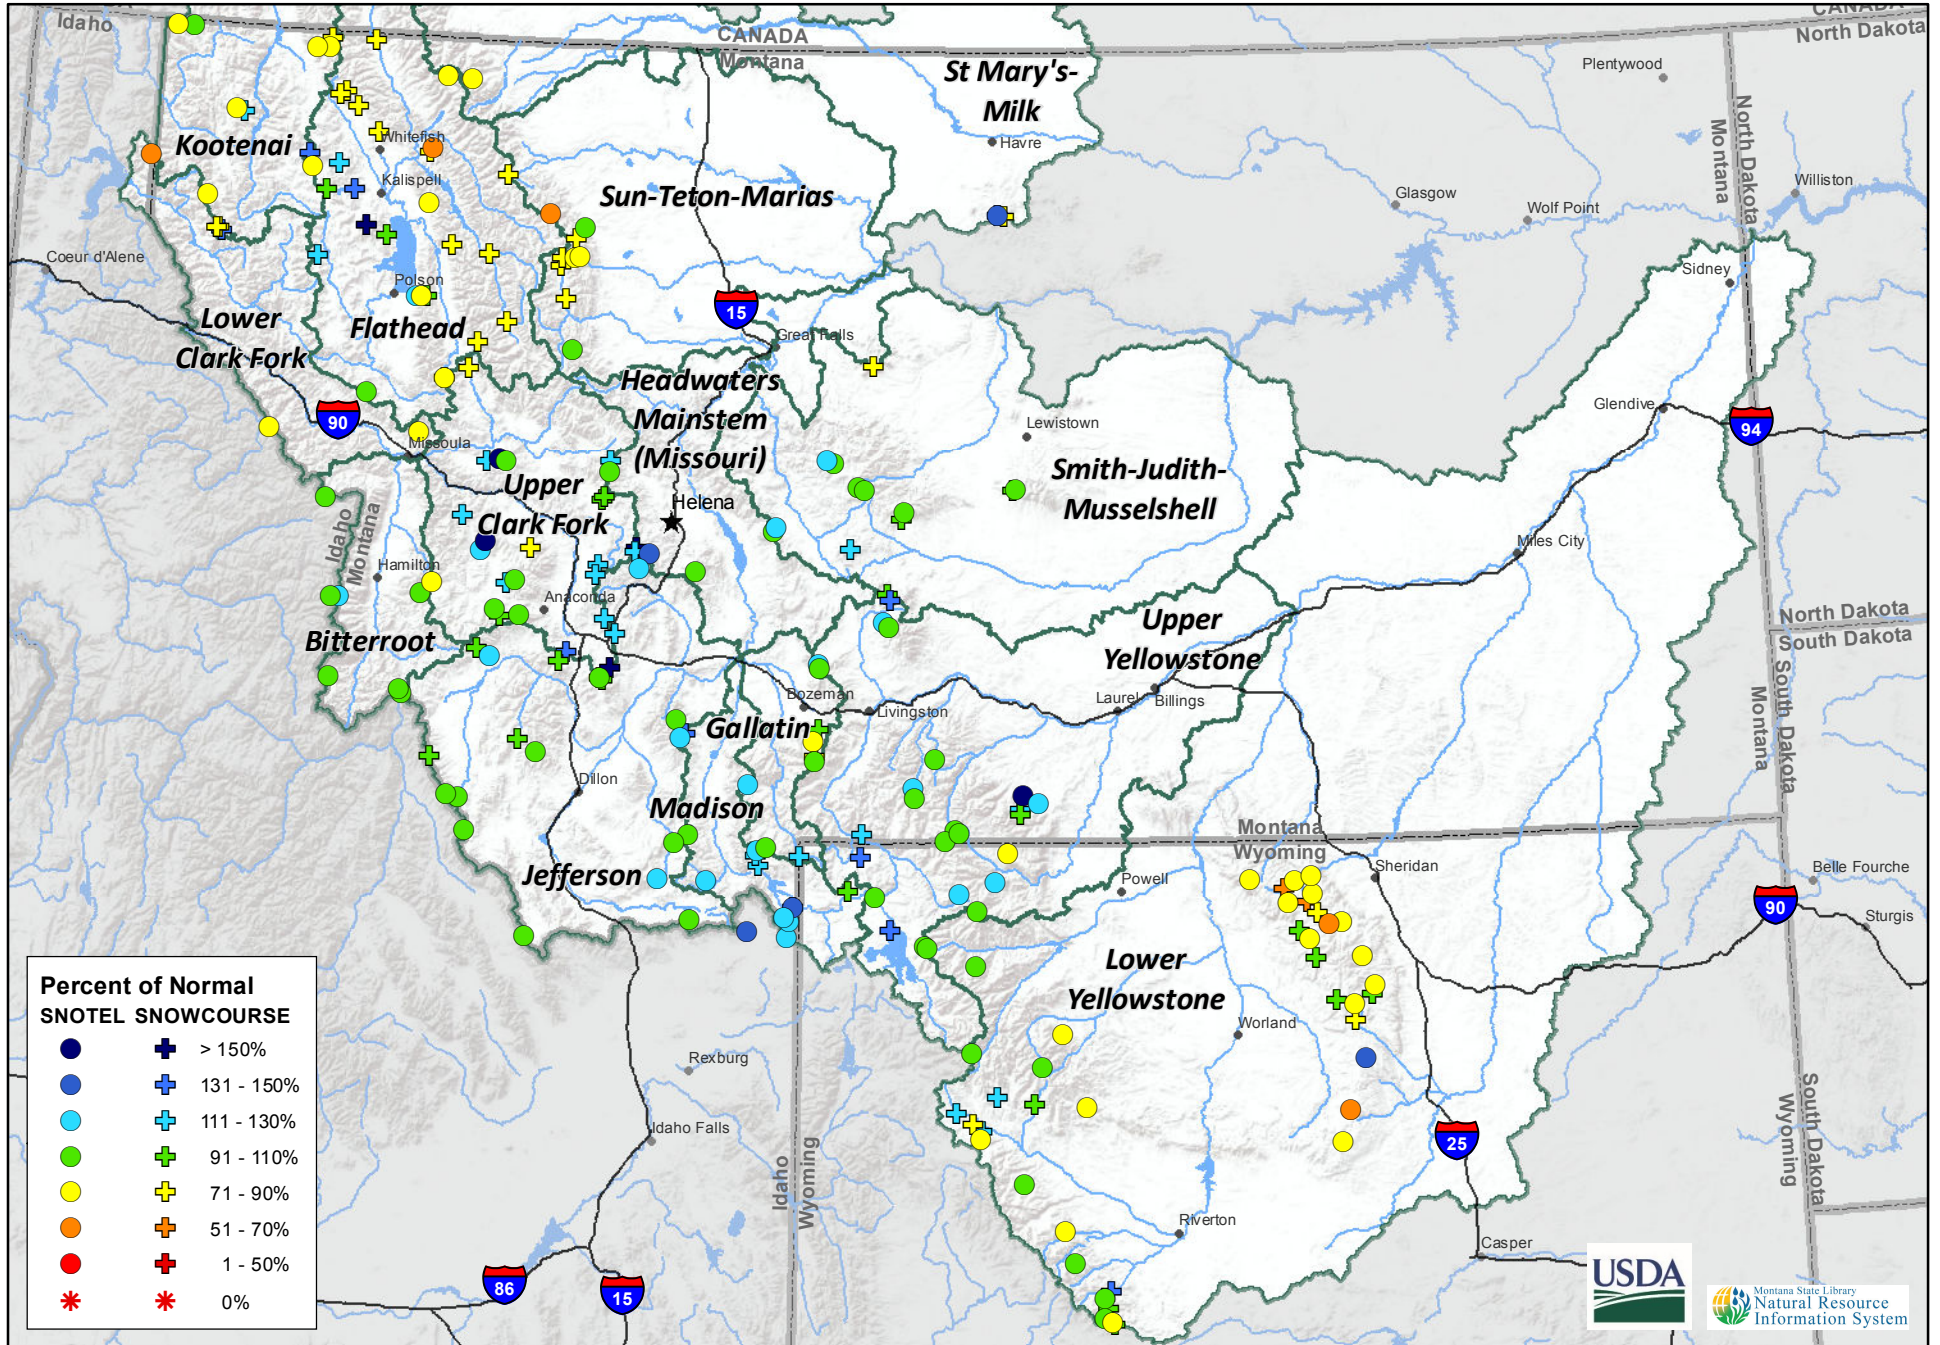 Idaho
CANADA
North Dakota
CANADA
Montana
Plentywood
St Mary's-
Milk
Havre
North Dakota
Montana
Kootenai
Whitefish
Kalispell
Sun-Teton-Marias
Glasgow
Wolf Point
Williston
Coeur d'Alene
Polson
Sidney
15
Great Falls
Lower
Clark Fork
Flathead
Headwaters
Mainstem
(Missouri)
Lewistown
Glendive
90
94
Missoula
Smith-Judith-
Musselshell
Upper
Clark Fork
Helena
Idaho
Montana
Miles City
Hamilton
Anaconda
Bitterroot
Upper
Yellowstone
North Dakota
South Dakota
Bozeman
Livingston
Laurel
Billings
Gallatin
South Dakota
Montana
Dillon
Madison
Montana
Wyoming
Sheridan
Jefferson
Powell
Belle Fourche
90
Sturgis
Lower
Yellowstone
Worland
Rexburg
Idaho Falls
Idaho
Wyoming
South Dakota
Wyoming
25
Riverton
Casper
86
15
Percent of Normal
SNOTEL SNOWCOURSE
> 150%
131 - 150%
111 - 130%
91 - 110%
71 - 90%
51 - 70%
1 - 50%
0%
USDA
Montana State Library
Natural Resource
Information System